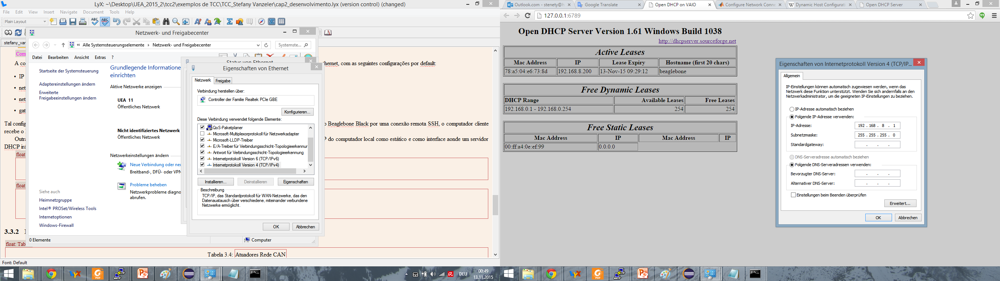 LyX: ~\Desktop\UEA_2015_2\tcc2\exemplos de TCC\TCC_Stefany Vanzeler\cap2_desenvolvimento.lyx (version control) (changed)
File Edit View Insert Navigate Document Tools Help
Plain Layout
Netzwerk- und Freigabecenter
Alle Systemsteuerungselemente Netzwerk- und Freigabecenter
Systemste...
Datei Bearbeiten Ansicht Extras ?
Startseite der Systemsteuerung
Adaptereinstellungen ändern
Erweiterte
Freigabeeinstellungen ändern
Siehe auch
Heimnetzgruppe
Intel® PROSet/Wireless Tools
Internetoptionen
Windows-Firewall
Grundlegende Informatione
einrichten
Aktive Netzwerke anzeigen
UEA 11
Öffentliches Netzwerk
Nicht identifiziertes Netzwerk
Öffentliches Netzwerk
Netzwerkeinstellungen ändern
Neue Verbindung oder neu
Breitband-, DFÜ- oder VPN
Probleme beheben
Netzwerkprobleme diagno
abrufen.
0 Elemente
Computer
Status von Ethernet
Eigenschaften von Ethernet
Netzwerk Freigabe
Verbindung herstellen über:
Controller der Familie Realtek PCIe GBE
Konfigurieren...
Diese Verbindung verwendet folgende Elemente:
QoS-Paketplaner
Microsoft-Multiplexorprotokoll für Netzwerkadapter
Microsoft-LLDP-Treiber
E/A-Treiber für Verbindungsschicht-Topologieerkennur
Antwort für Verbindungsschicht-Topologieerkennung
Internetprotokoll Version 6 (TCP/IPv6)
Internetprotokoll Version 4 (TCP/IPv4)
Installieren... Deinstallieren Eigenschaften
Beschreibung
TCP/IP, das Standardprotokoll für WAN-Netzwerke, das den
Datenaustausch über verschiedene, miteinander verbundene
Netzwerke ermöglicht.
OK Abbrechen
stefany_van
Com
A co
hernet, com as seguintes configurações por default:
• IP
• net
• net
• gat
Tal config
o Beaglebone Black por uma conexão remota SSH, o computador cliente
recebe o
Outra
P do computador local como estático e como interface aonde um servidor
DHCP irá
float
float
3.3.2
float: Tab
Tabela 3.4: Atuadores Rede CAN
Font: Default
DEU
00:49
13.11.2015
Outlook.com - stenety@h
Google Translate
Open DHCP on VAIO
Configure Network Conne
Dynamic Host Configurati
Open DHCP Server
127.0.0.1:6789
Open DHCP Server Version 1.61 Windows Build 1038
http://dhcpserver.sourceforge.net
Active Leases
Mac Address IP Lease Expiry Hostname (first 20 chars)
78:a5:04:e6:73:8d 192.168.8.200 13-Nov-15 09:29:12 beaglebone
Free Dynamic Leases
DHCP Range Available Leases Free Leases
192.168.0.1 - 192.168.0.254 254 254
Free Static Leases
Mac Address IP Mac Address IP
00:ff:a4:0e:ef:99 0.0.0.0
Eigenschaften von Internetprotokoll Version 4 (TCP/IP...
Allgemein
IP-Einstellungen können automatisch zugewiesen werden, wenn das
Netzwerk diese Funktion unterstützt. Wenden Sie sich andernfalls an den
Netzwerkadministrator, um die geeigneten IP-Einstellungen zu beziehen.
IP-Adresse automatisch beziehen
Folgende IP-Adresse verwenden:
IP-Adresse: 192 . 168 . 8 . 1
Subnetzmaske: 255 . 255 . 255 . 0
Standardgateway: . . .
DNS-Serveradresse automatisch beziehen
Folgende DNS-Serveradressen verwenden:
Bevorzugter DNS-Server: . . .
Alternativer DNS-Server: . . .
Einstellungen beim Beenden überprüfen
Erweitert...
OK Abbrechen